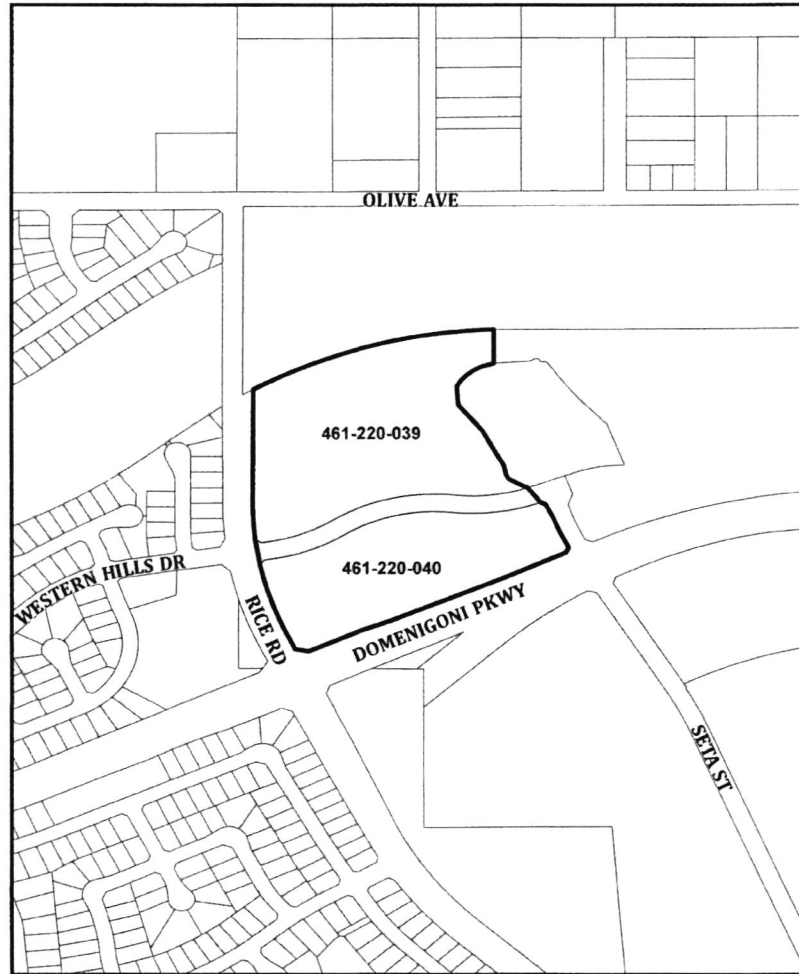 OLIVE AVE
461-220-039
461-220-040
WESTERN HILLS DR
RICE RD
DOMENIGONI PKWY
SETA ST